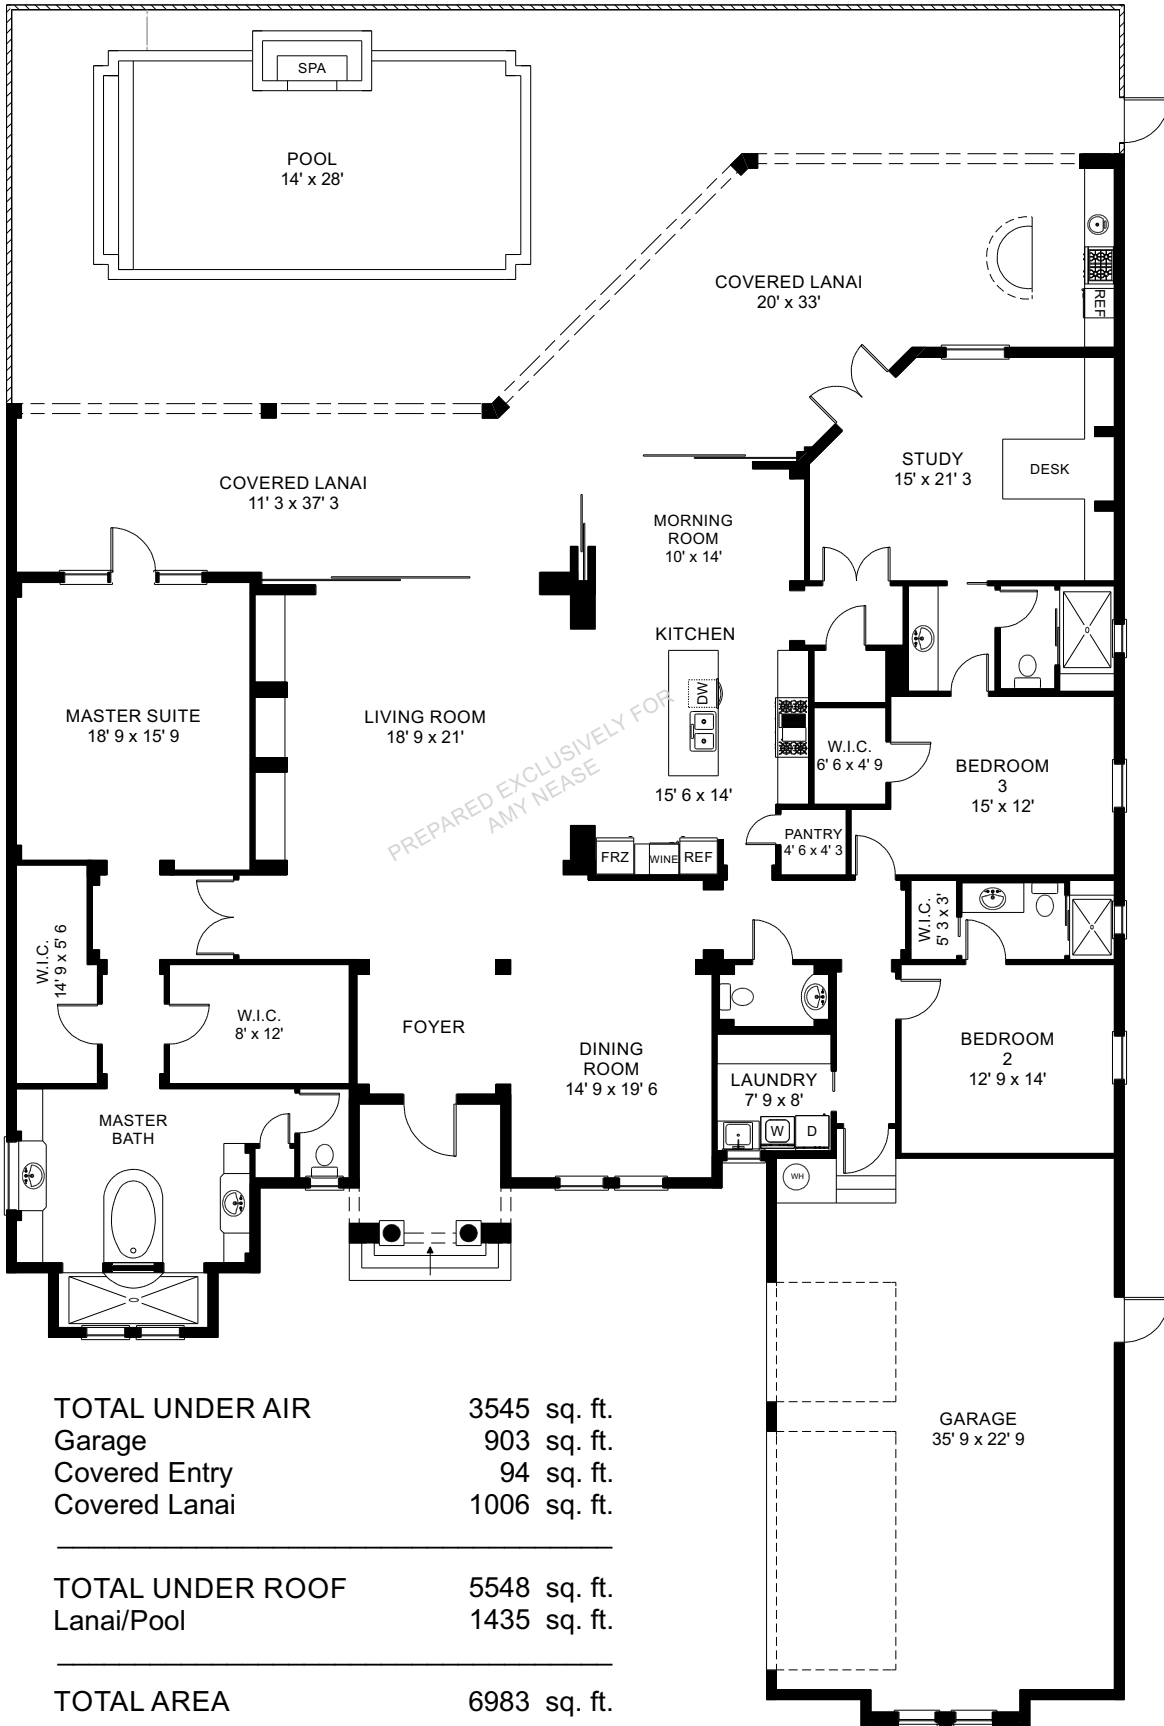 SPA
POOL
14' x 28'
COVERED LANAI
20' x 33'
REF
COVERED LANAI
11' 3 x 37' 3
STUDY
15' x 21' 3
DESK
MORNING
ROOM
10' x 14'
KITCHEN
DW
15' 6 x 14'
MASTER SUITE
18' 9 x 15' 9
LIVING ROOM
18' 9 x 21'
PREPARED EXCLUSIVELY FOR
AMY NEASE
W.I.C.
6' 6 x 4' 9
BEDROOM
3
15' x 12'
PANTRY
4' 6 x 4' 3
FRZ
WINE
REF
W.I.C.
5' 3 x 3'
W.I.C.
14' 9 x 5' 6
W.I.C.
8' x 12'
FOYER
DINING
ROOM
14' 9 x 19' 6
BEDROOM
2
12' 9 x 14'
LAUNDRY
7' 9 x 8'
W
D
MASTER
BATH
WH
GARAGE
35' 9 x 22' 9
TOTAL UNDER AIR 3545 sq. ft.
Garage 903 sq. ft.
Covered Entry 94 sq. ft.
Covered Lanai 1006 sq. ft.
TOTAL UNDER ROOF 5548 sq. ft.
Lanai/Pool 1435 sq. ft.
TOTAL AREA 6983 sq. ft.